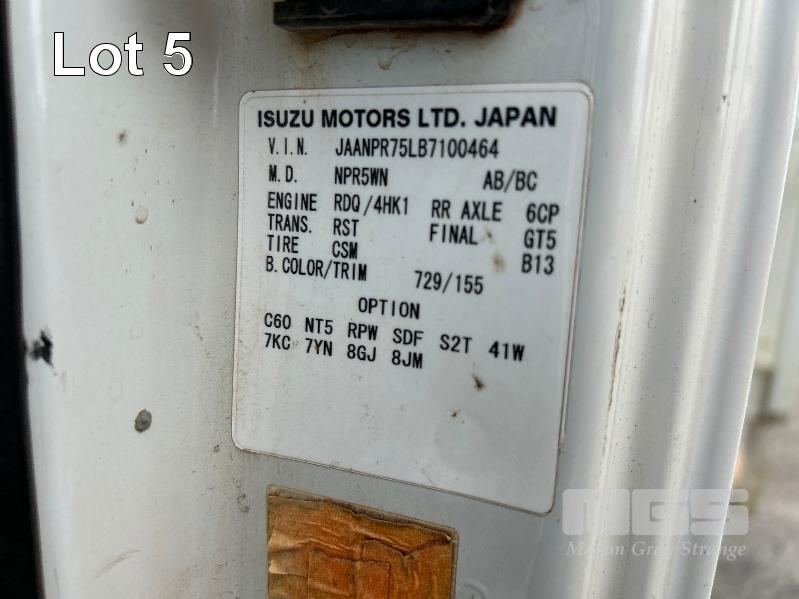 Lot 5
ISUZU MOTORS LTD. JAPAN
V.I.N. JAANPR75LB7100464
M.D. NPR5WN AB/BC
ENGINE RDQ/4HK1 RR AXLE 6CP
TRANS. RST FINAL GT5
TIRE CSM B13
B.COLOR/TRIM 729/155
OPTION
C60 NT5 RPW SDF S2T 41W
7KC 7YN 8GJ 8JM
MGS
Mason Gray Strange